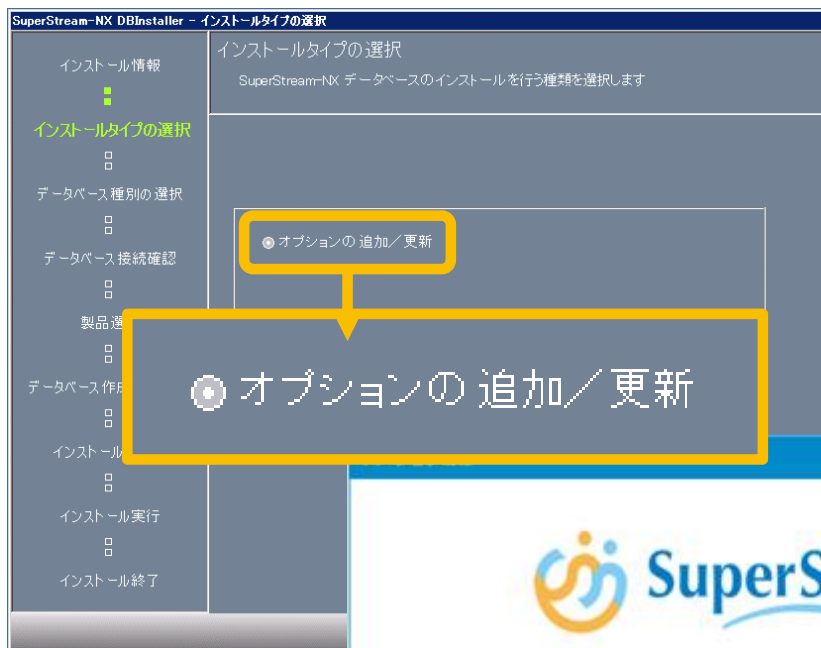 SuperStream-NX DBInstaller - インストールタイプの選択
インストールタイプの選択
SuperStream-NX データベースのインストールを行う種類を選択します
インストール情報
インストールタイプの選択
データベース種別の選択
データベース接続確認
製品選
データベース作成
インストール
インストール実行
インストール終了
オプションの追加／更新
オプションの追加／更新
SuperS